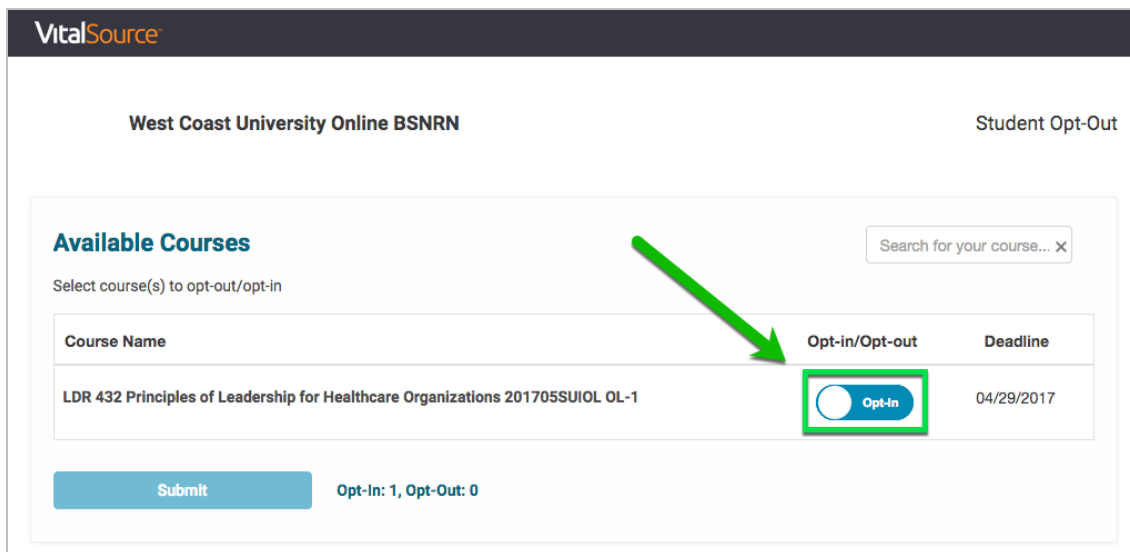 VitalSource
West Coast University Online BSNRN
Student Opt-Out
Available Courses
Search for your course... ×
Select course(s) to opt-out/opt-in
Course Name Opt-in/Opt-out Deadline
LDR 432 Principles of Leadership for Healthcare Organizations 201705SUIOL OL-1 Opt-In 04/29/2017
Submit Opt-In: 1, Opt-Out: 0